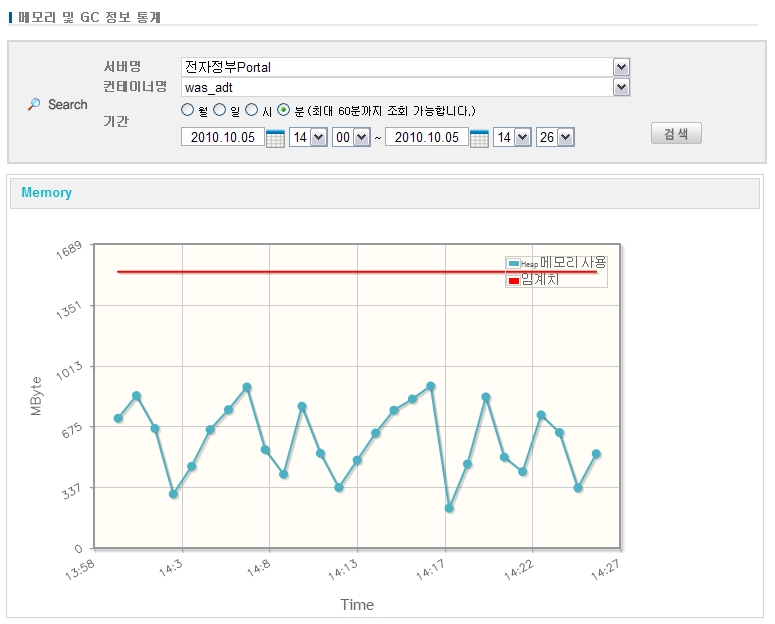 메모리 및 GC 정보 통계
서버명 전자정부Portal
컨테이너명 was_adt
Search
기간 월 일 시 분(최대 60분까지 조회 가능합니다.)
2010.10.05 14 00 ~ 2010.10.05 14 26
검색
Memory
Heap 메모리 사용
임계치
1689
1351
1013
675
337
0
MByte
13:58 14:3 14:8 14:13 14:17 14:22 14:27
Time